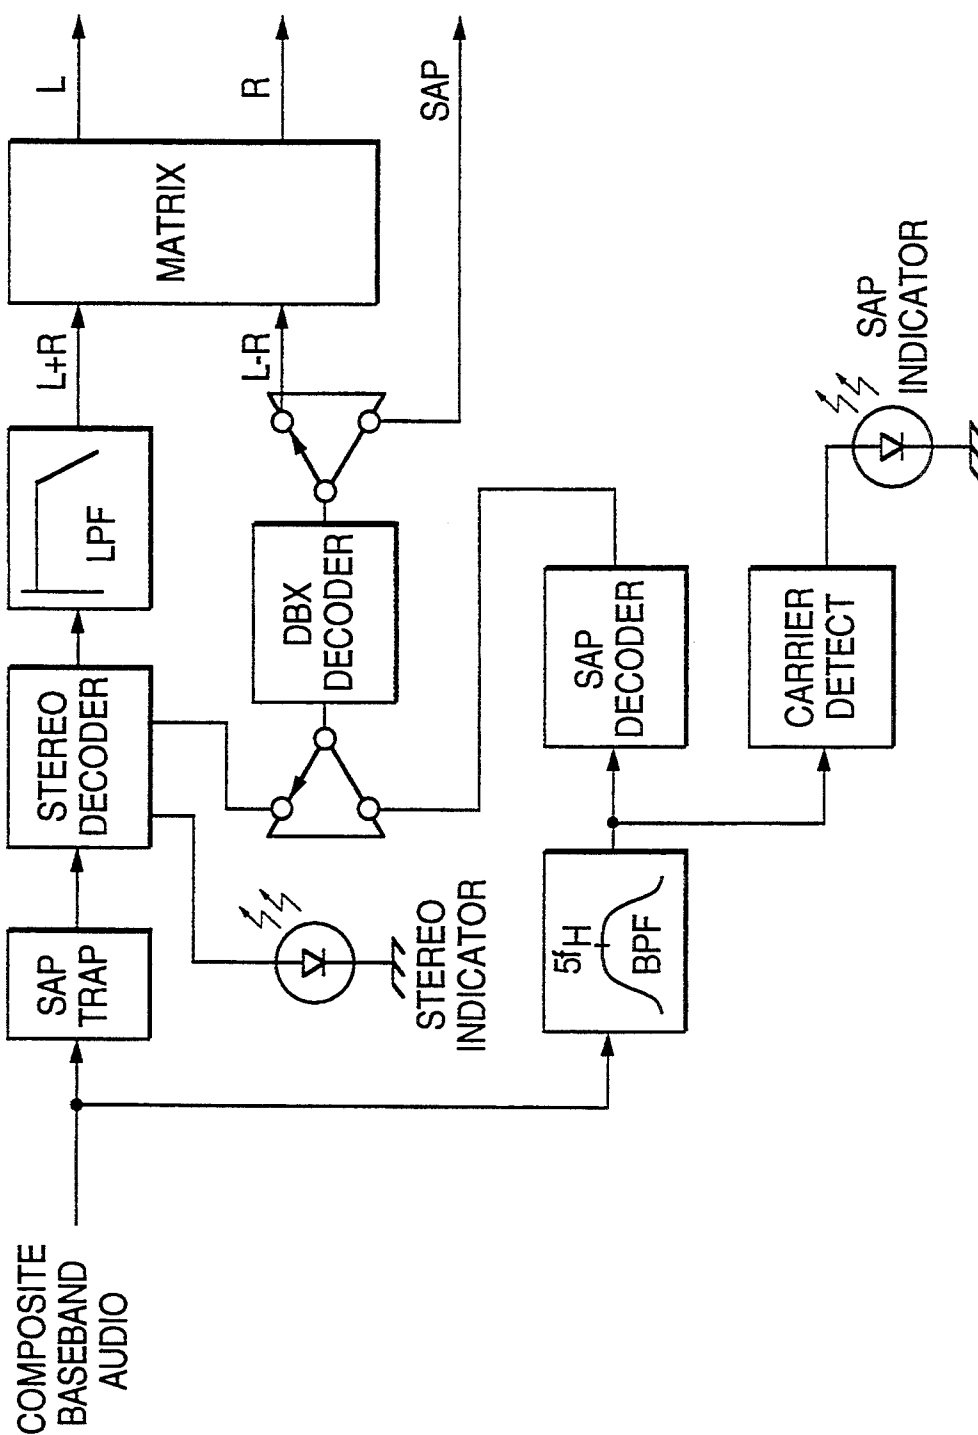 COMPOSITE
BASEBAND
AUDIO
SAP
TRAP
STEREO
DECODER
LPF
L+R
MATRIX
L
R
STEREO
INDICATOR
DBX
DECODER
L-R
SAP
5fH
BPF
SAP
DECODER
CARRIER
DETECT
SAP
INDICATOR